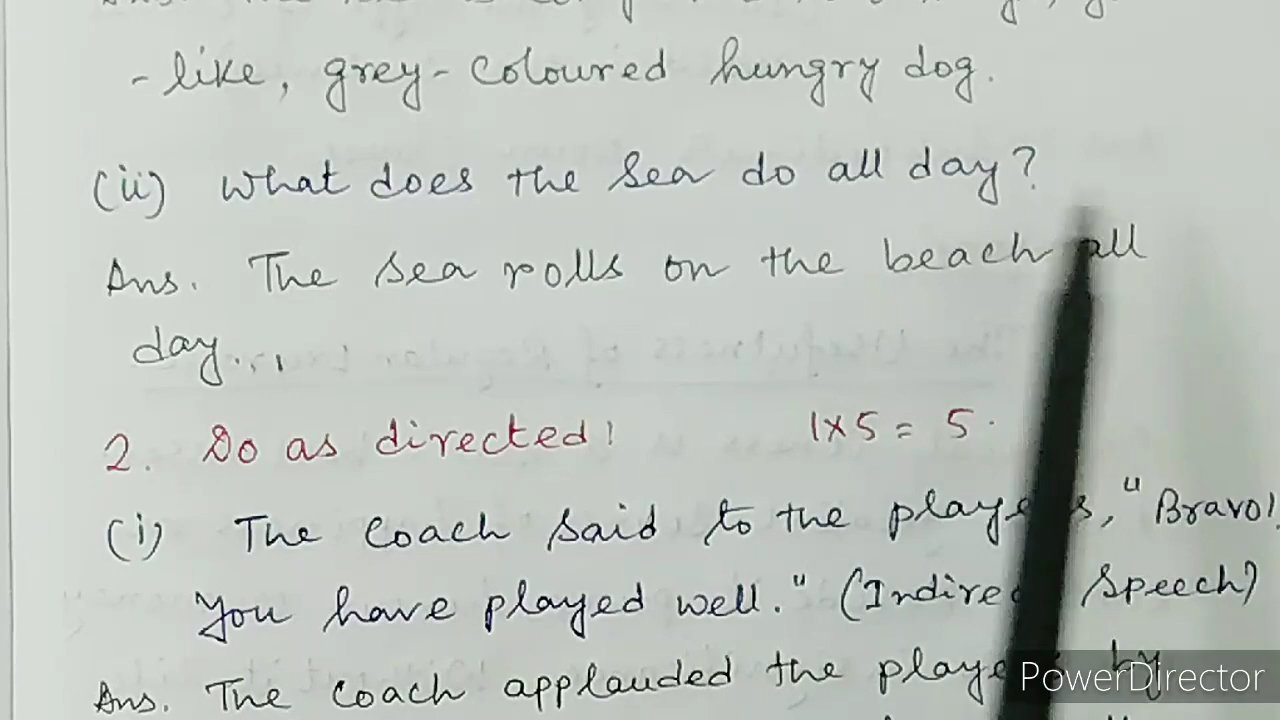 -like, grey-coloured hungry dog.
(ii) What does the sea do all day?
Ans. The sea rolls on the beach all
day...
2. Do as directed! 1x5 = 5.
(i) The coach said to the players, "Bravo!
You have played well." (Indirect Speech)
Ans. The coach applauded the players by
PowerDirector